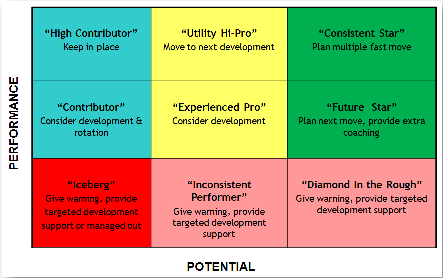 PERFORMANCE
"High Contributor"
Keep in place
"Utility Hi-Pro"
Move to next development
"Consistent Star"
Plan multiple fast move
"Contributor"
Consider development &
rotation
"Experienced Pro"
Consider development
"Future  Star"
Plan next move, provide extra
coaching
"Iceberg"
Give warning, provide
targeted development
support or managed out
"Inconsistent
Performer"
Give warning, provide
targeted development
support
"Diamond In the Rough"
Give warning, provide targeted
development support
POTENTIAL